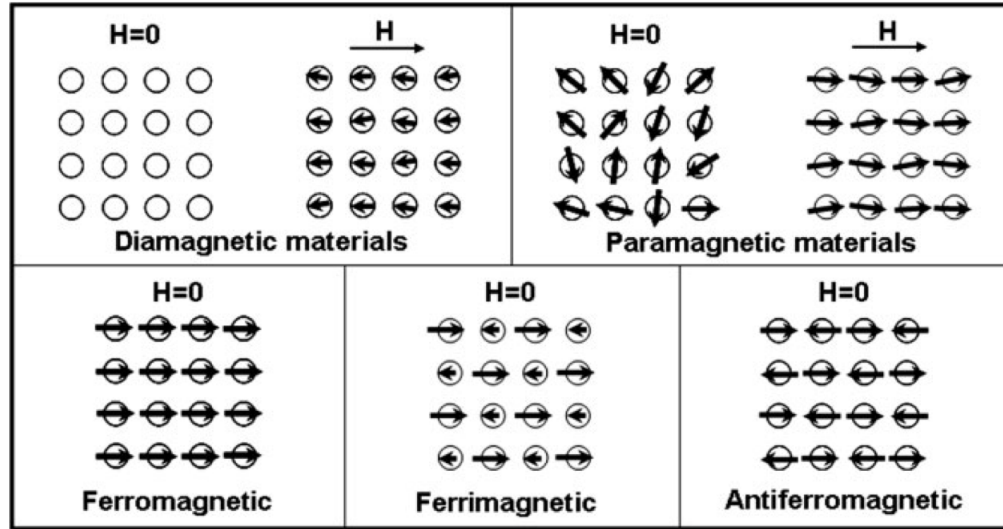 H=0
H
Diamagnetic materials
H=0
H
Paramagnetic materials
H=0
Ferromagnetic
H=0
Ferrimagnetic
H=0
Antiferromagnetic